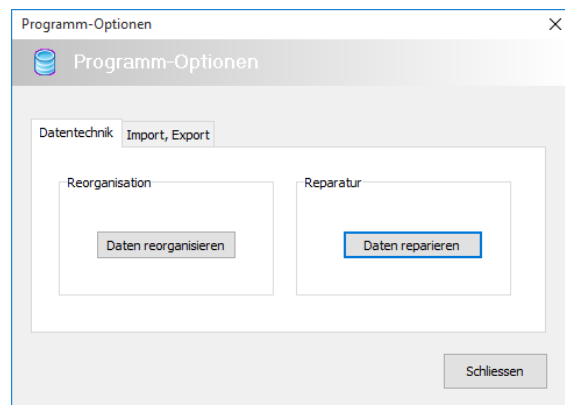 Programm-Optionen
Programm-Optionen
Datentechnik Import, Export
Reorganisation Reparatur
Daten reorganisieren Daten reparieren
Schliessen